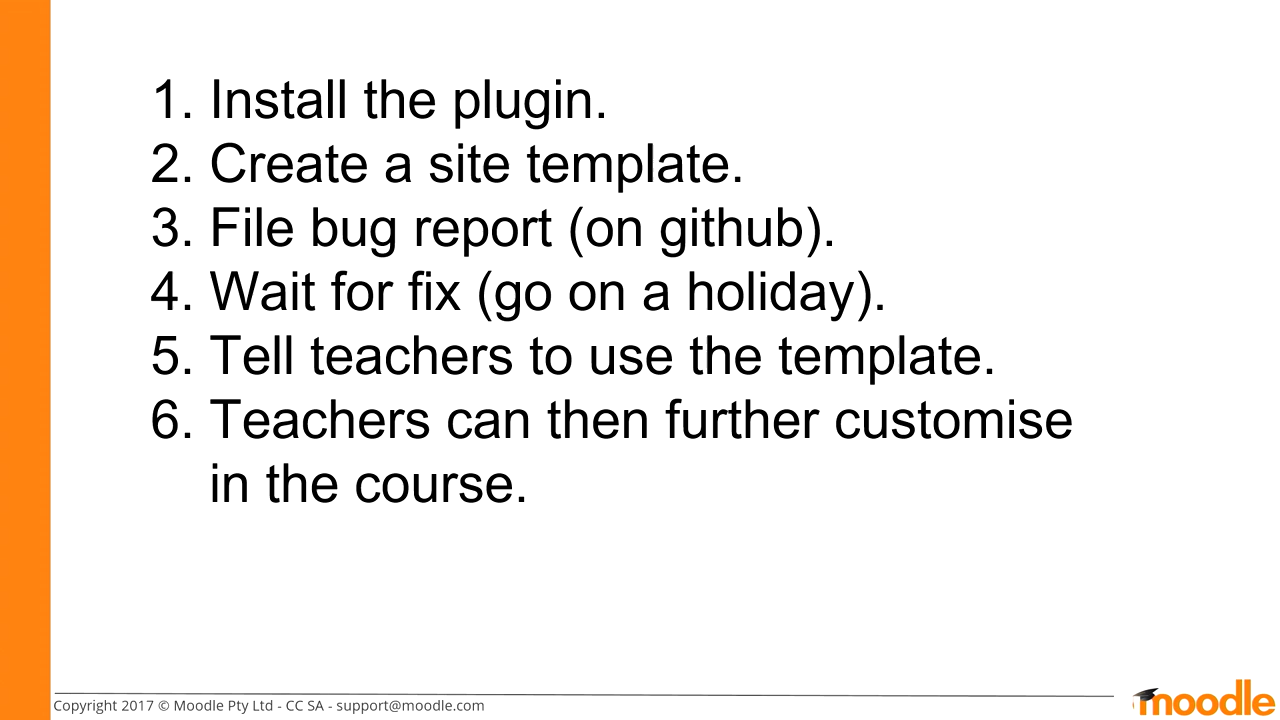 1. Install the plugin.
2. Create a site template.
3. File bug report (on github).
4. Wait for fix (go on a holiday).
5. Tell teachers to use the template.
6. Teachers can then further customise
in the course.
Copyright 2017 © Moodle Pty Ltd - CC SA - support@moodle.com
moodle